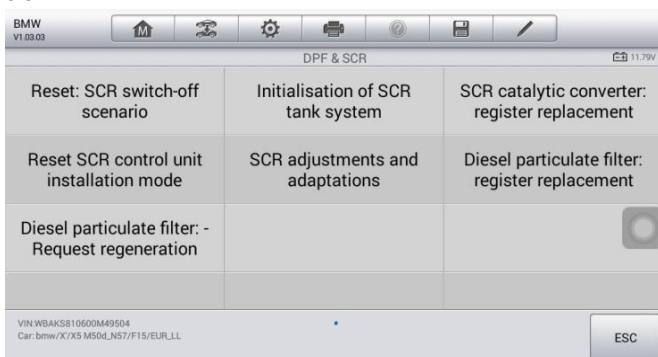 BMW
V1.03.03
DPF & SCR
11.79V
Reset: SCR switch-off
scenario
Initialisation of SCR
tank system
SCR catalytic converter:
register replacement
Reset SCR control unit
installation mode
SCR adjustments and
adaptations
Diesel particulate filter:
register replacement
Diesel particulate filter: -
Request regeneration
VIN:WBAKS810600M49504
Car: bmw/X'/X5 M50d_N57/F15/EUR_LL
ESC